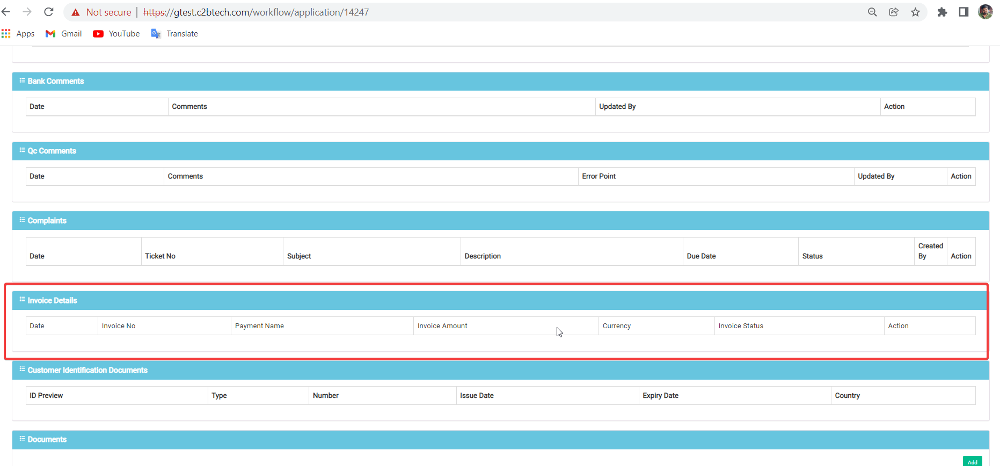 Not secure | https://gtest.c2btech.com/workflow/application/14247
Apps Gmail YouTube Translate
Bank Comments
Date Comments Updated By Action
Qc Comments
Date Comments Error Point Updated By Action
Complaints
Date Ticket No Subject Description Due Date Status Created By Action
Invoice Details
Date Invoice No Payment Name Invoice Amount Currency Invoice Status Action
Customer Identification Documents
ID Preview Type Number Issue Date Expiry Date Country
Documents
Add